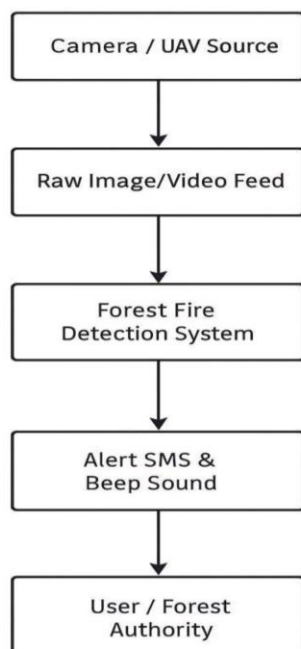 Camera / UAV Source
Raw Image/Video Feed
Forest Fire
Detection System
Alert SMS &
Beep Sound
User / Forest
Authority